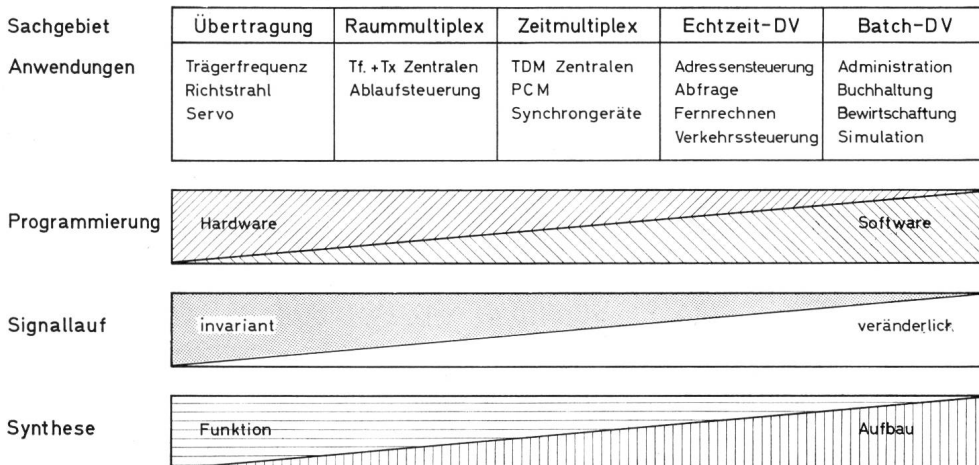 Sachgebiet Übertragung Raummultiplex Zeitmultiplex Echtzeit-DV Batch-DV
Anwendungen Trägerfrequenz Tf.+Tx Zentralen TDM Zentralen Adressensteuerung Administration
Richtstrahl Ablaufsteuerung PCM Abfrage Buchhaltung
Servo Synchrongeräte Fernrechnen Bewirtschaftung
Verkehrssteuerung Simulation
Programmierung Hardware Software
Signallauf invariant veränderlich
Synthese Funktion Aufbau